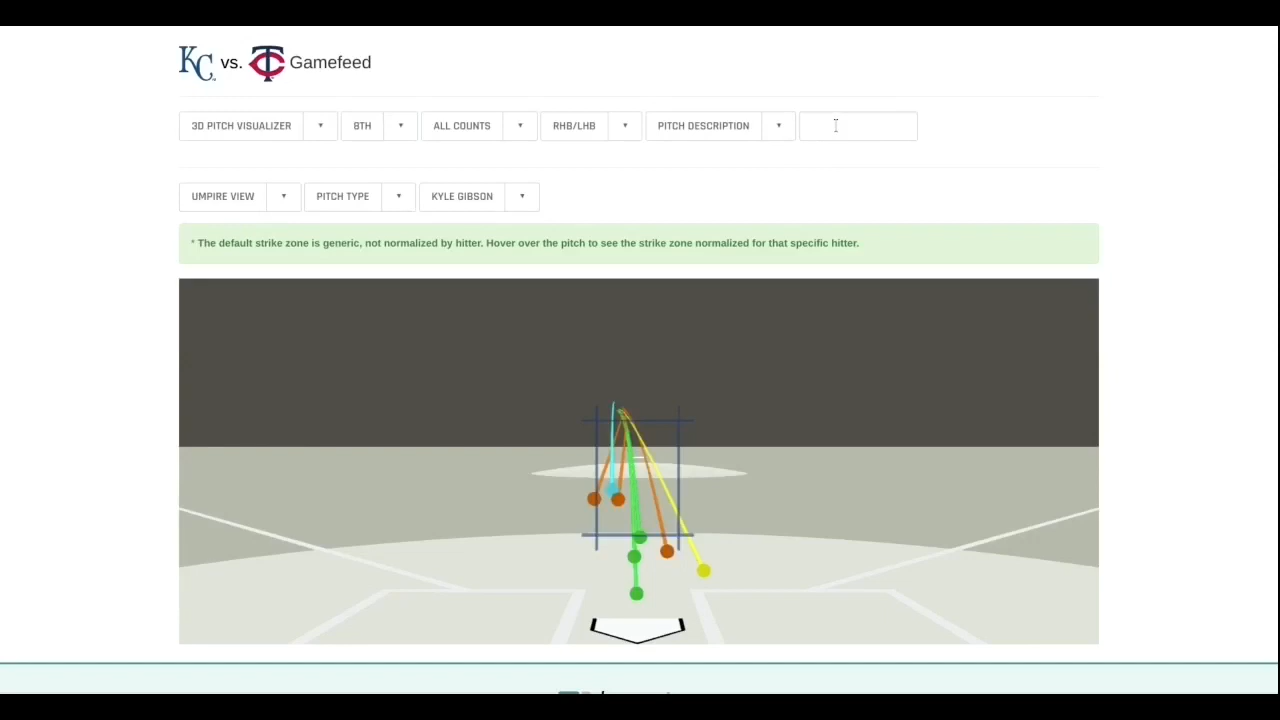 KC vs. TC Gamefeed
3D PITCH VISUALIZER 8TH ALL COUNTS RHB/LHB PITCH DESCRIPTION
UMPIRE VIEW PITCH TYPE KYLE GIBSON
* The default strike zone is generic, not normalized by hitter. Hover over the pitch to see the strike zone normalized for that specific hitter.